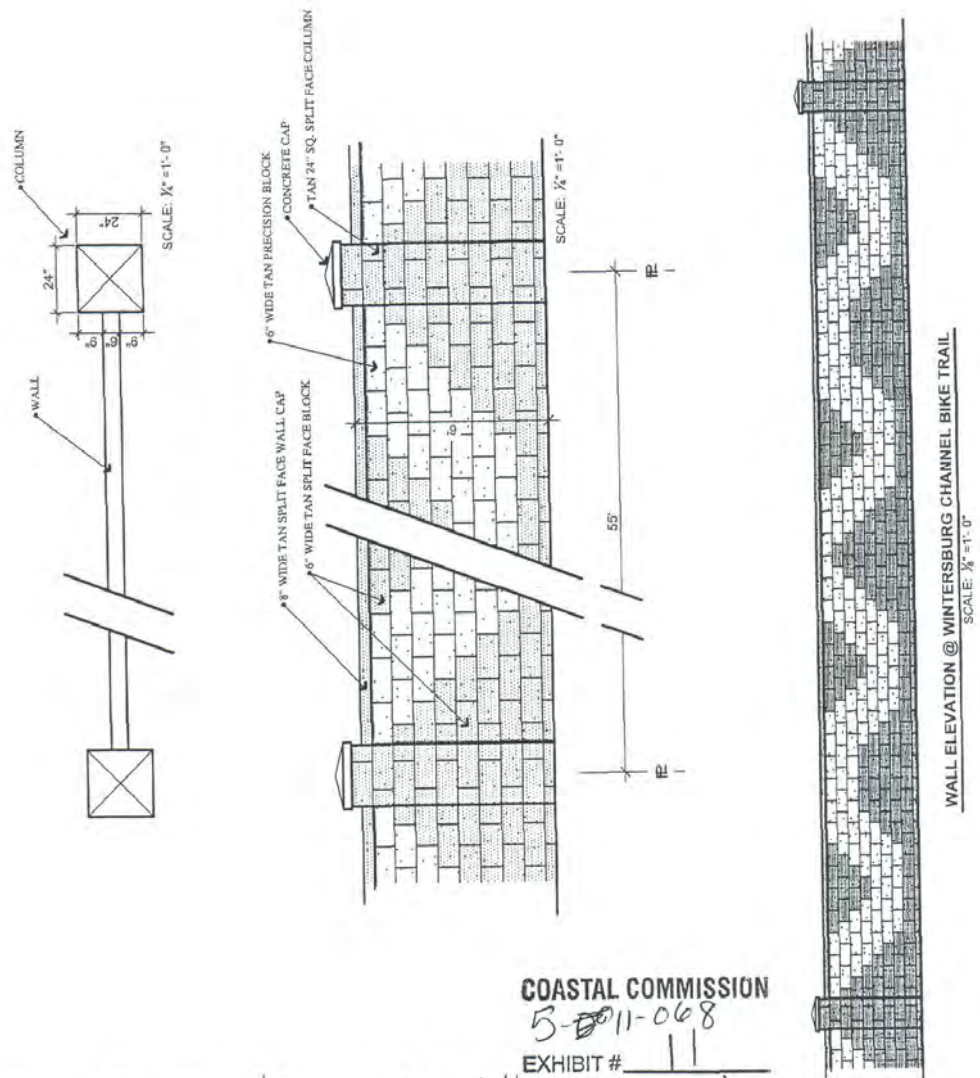 COLUMN
24"
24"
9" 6" 9"
WALL
SCALE: ¼" =1'- 0"
6" WIDE TAN PRECISION BLOCK
CONCRETE CAP
TAN 24" SQ. SPLIT FACE COLUMN
8" WIDE TAN SPLIT FACE WALL CAP
6" WIDE TAN SPLIT FACE BLOCK
6'
55'
SCALE: ¼" =1'- 0"
WALL ELEVATION @ WINTERSBURG CHANNEL BIKE TRAIL
SCALE: ⅛" =1'- 0"
COASTAL COMMISSION
5-11-068
EXHIBIT # 11